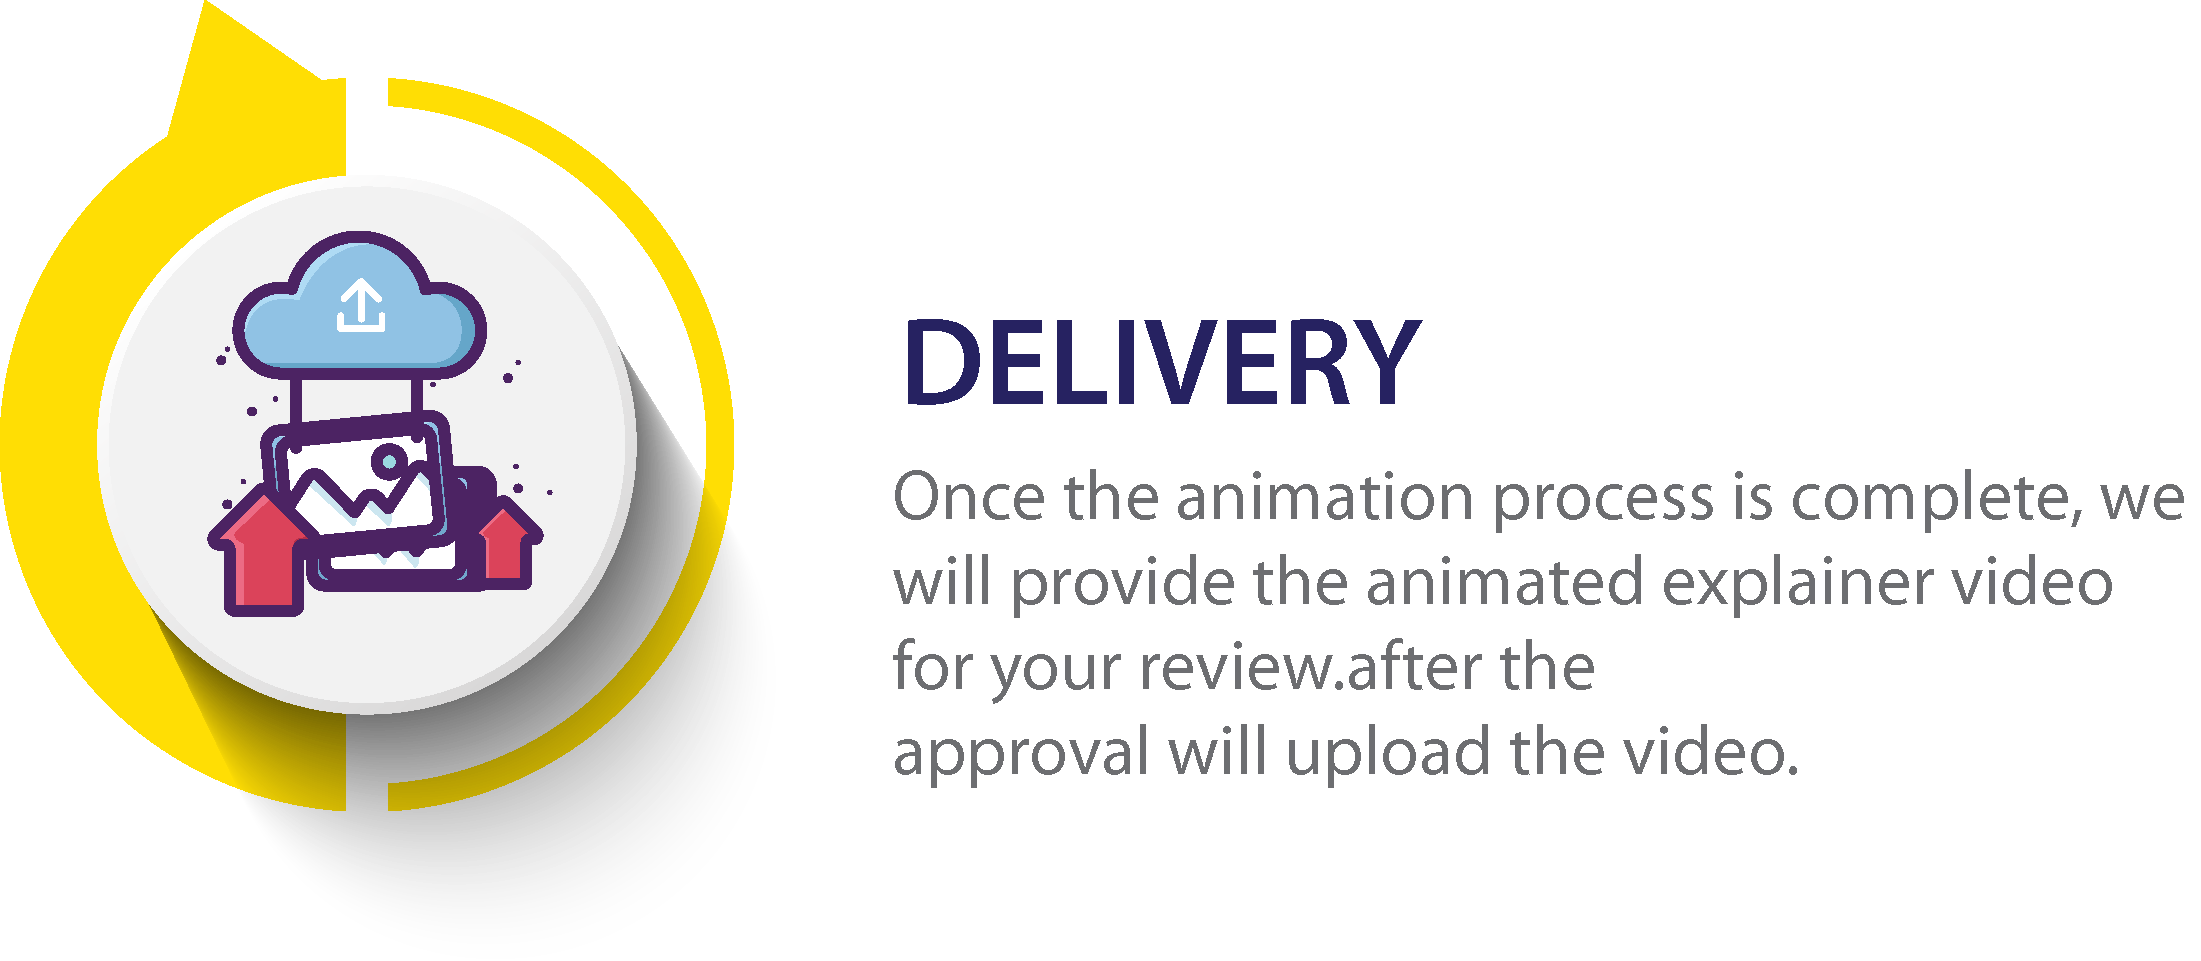 DELIVERY
Once the animation process is complete, we
will provide the animated explainer video
for your review.after the
approval will upload the video.